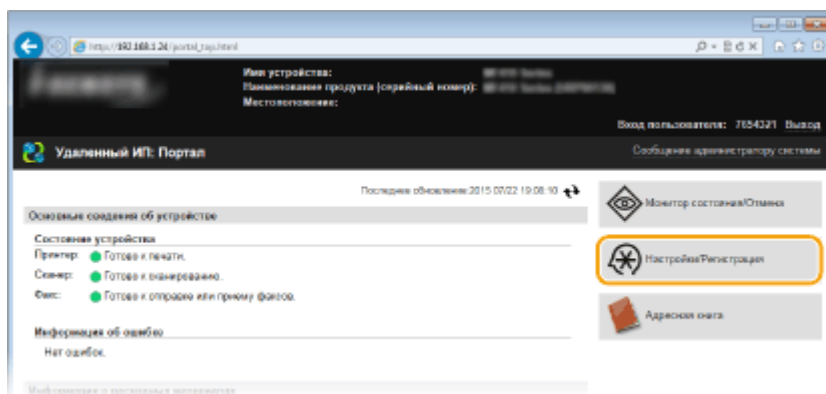 http://192.168.1.24/portal_top.html
Имя устройства:
Наименование продукта (серийный номер):
Местоположение:
Вход пользователя: 7654321 Выход
Удаленный ИП: Портал
Сообщение администратору системы
Последнее обновление:2015 07/22 19:08:10
Монитор состояния/Отмена
Основные сведения об устройстве
Состояние устройства
Принтер: Готово к печати.
Настройки/Регистрация
Сканер: Готово к сканированию.
Факс: Готово к отправке или приему факсов.
Адресная книга
Информация об ошибке
Нет ошибок.
Информация о расходных материалах